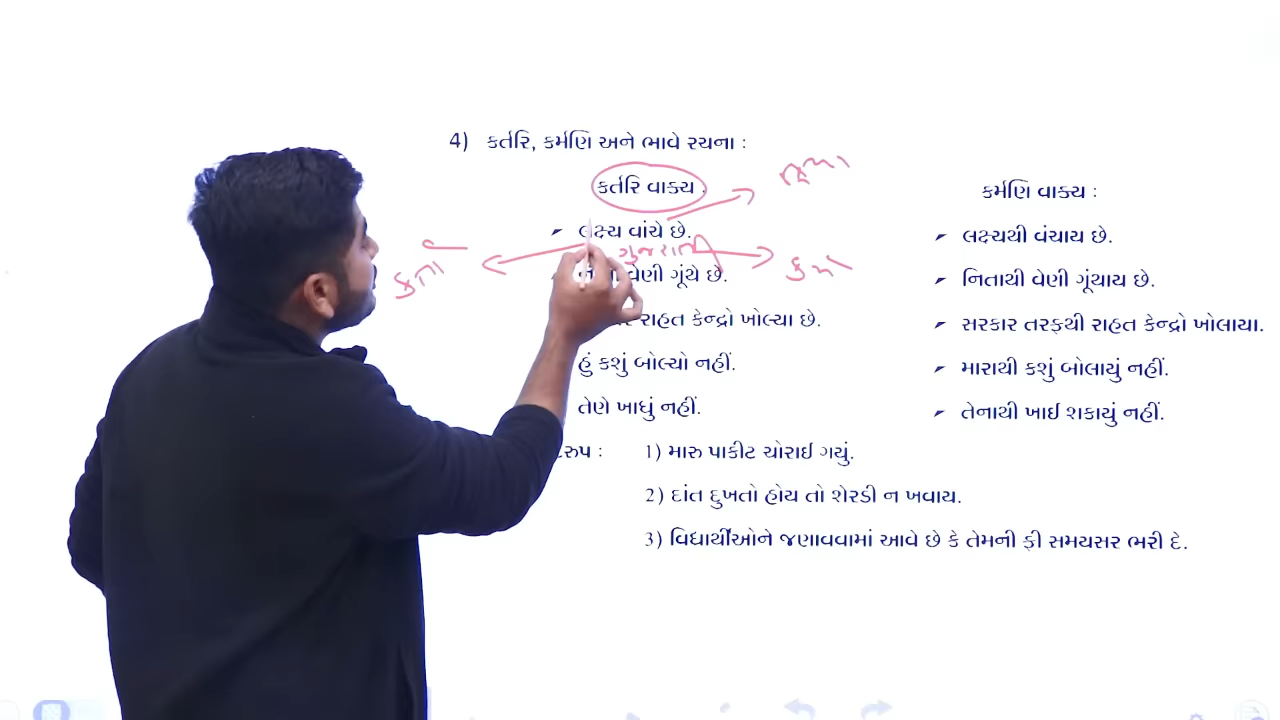 4) કર્તરિ, કર્મણિ અને ભાવે રચના :
કર્તરિ વાક્ય :
ક્રિયા
➤ લક્ષ્ય વાંચે છે.
ગુજરાતી
કર્તા
કર્મ
વેણી ગૂંથે છે.
રાહત કેન્દ્રો ખોલ્યા છે.
હું કશું બોલ્યો નહીં.
તેણે ખાધું નહીં.
કર્મણિ વાક્ય :
➤ લક્ષ્યથી વંચાય છે.
➤ નિતાથી વેણી ગૂંથાય છે.
➤ સરકાર તરફથી રાહત કેન્દ્રો ખોલાયા.
➤ મારાથી કશું બોલાયું નહીં.
➤ તેનાથી ખાઈ શકાયું નહીં.
1) મારુ પાકીટ ચોરાઈ ગયું.
2) દાંત દુખતો હોય તો શેરડી ન ખવાય.
3) વિદ્યાર્થીઓને જણાવવામાં આવે છે કે તેમની ફી સમયસર ભરી દે.